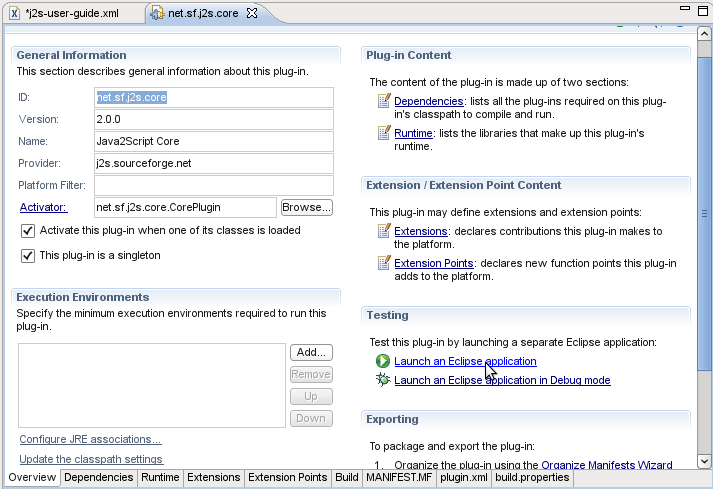 *j2s-user-guide.xml
net.sf.j2s.core
General Information
This section describes general information about this plug-in.
ID:
net.sf.j2s.core
Version:
2.0.0
Name:
Java2Script Core
Provider:
j2s.sourceforge.net
Platform Filter:
Activator:
net.sf.j2s.core.CorePlugin
Browse...
Activate this plug-in when one of its classes is loaded
This plug-in is a singleton
Execution Environments
Specify the minimum execution environments required to run this
plug-in.
Add...
Remove
Up
Down
Configure JRE associations...
Update the classpath settings
Plug-in Content
The content of the plug-in is made up of two sections:
Dependencies: lists all the plug-ins required on this plug-
in's classpath to compile and run.
Runtime: lists the libraries that make up this plug-in's
runtime.
Extension / Extension Point Content
This plug-in may define extensions and extension points:
Extensions: declares contributions this plug-in makes to
the platform.
Extension Points: declares new function points this plug-in
adds to the platform.
Testing
Test this plug-in by launching a separate Eclipse application:
Launch an Eclipse application
Launch an Eclipse application in Debug mode
Exporting
To package and export the plug-in:
1. Organize the plug-in using the Organize Manifests Wizard
Overview
Dependencies
Runtime
Extensions
Extension Points
Build
MANIFEST.MF
plugin.xml
build.properties